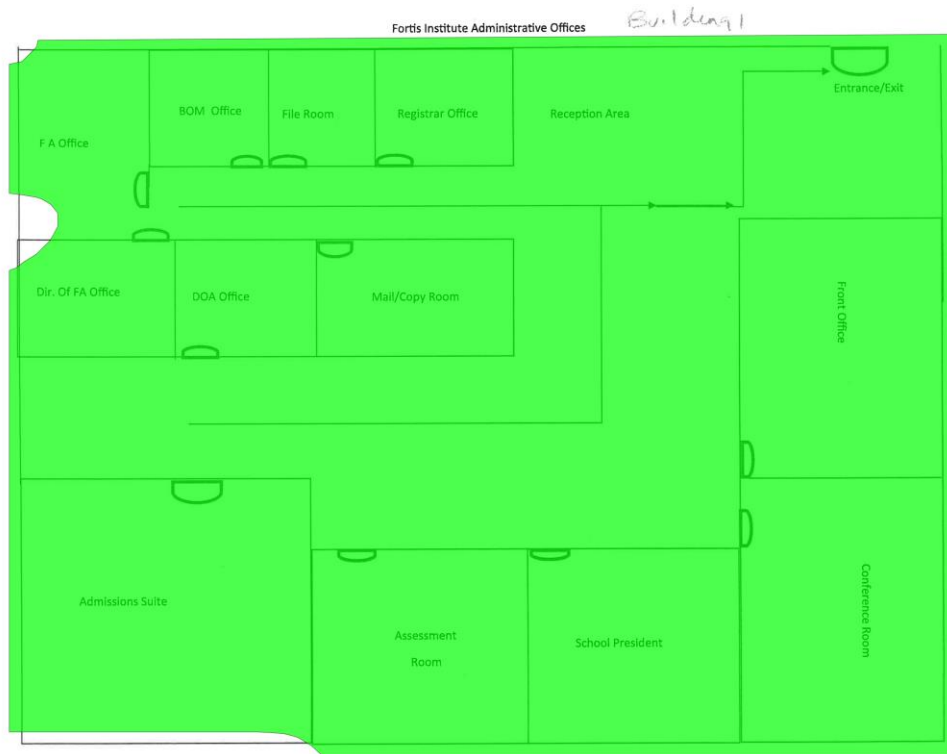 Fortis Institute Administrative Offices
Building 1
Entrance/Exit
BOM Office
File Room
Registrar Office
Reception Area
F A Office
Dir. Of FA Office
DOA Office
Mail/Copy Room
Front Office
Admissions Suite
Assessment
Room
School President
Conference Room